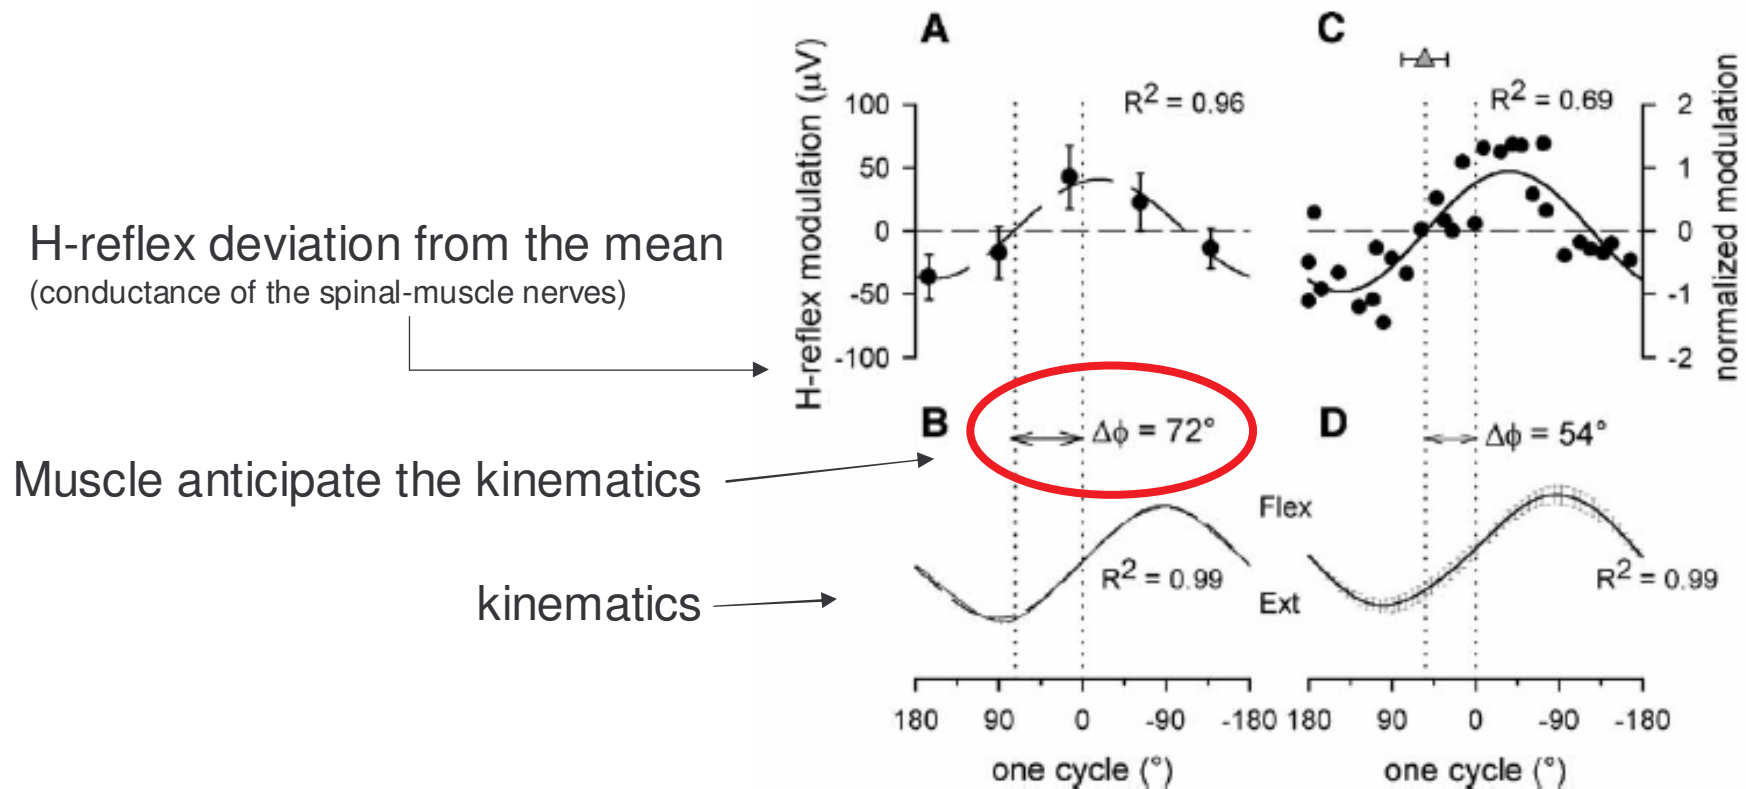 H-reflex deviation from the mean
(conductance of the spinal-muscle nerves)
Muscle anticipate the kinematics
kinematics
A
H-reflex modulation (μV)
100
50
0
-50
-100
R² = 0.96
B
Δϕ = 72°
R² = 0.99
180 90 0 -90 -180
one cycle (°)
C
R² = 0.69
2
1
0
-1
-2
normalized modulation
D
Δϕ = 54°
Flex
Ext
R² = 0.99
180 90 0 -90 -180
one cycle (°)